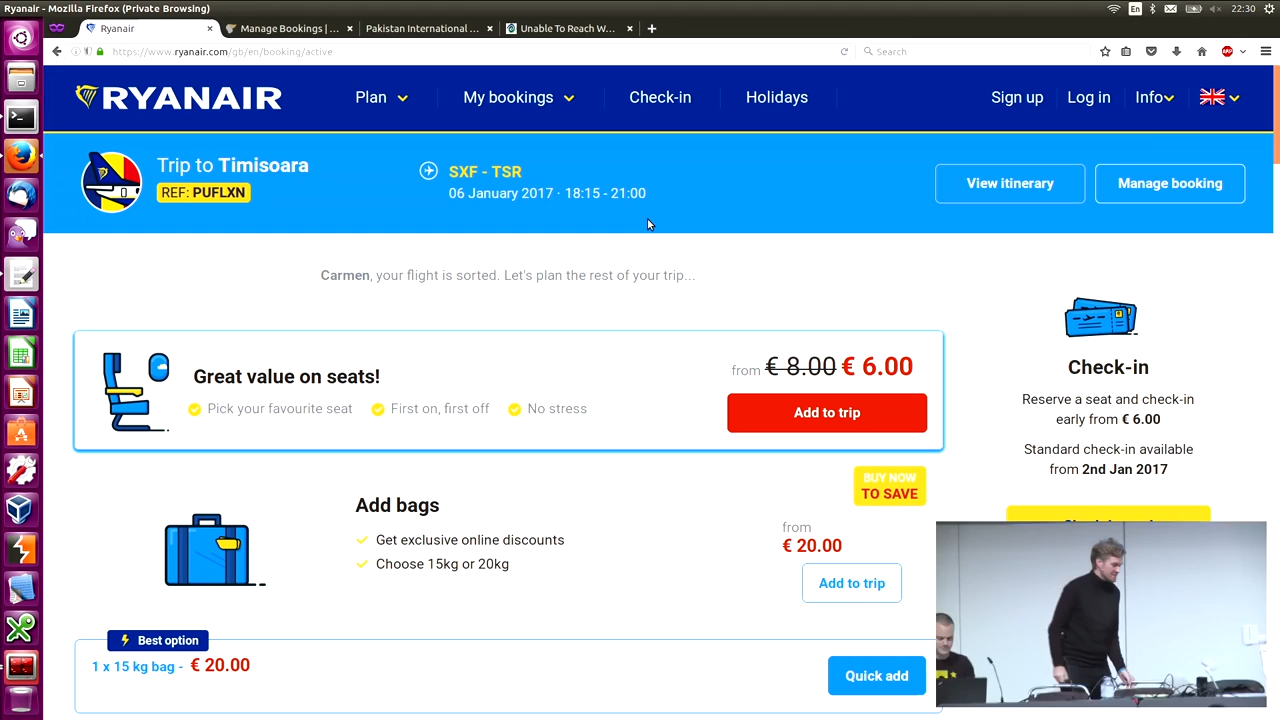 Ryanair - Mozilla Firefox (Private Browsing)
En
22:30
Ryanair
Manage Bookings | ...
Pakistan International ...
Unable To Reach W...
https://www.ryanair.com/gb/en/booking/active
Search
ABP
RYANAIR
Plan
My bookings
Check-in
Holidays
Sign up
Log in
Info
Trip to Timisoara
REF: PUFLXN
SXF - TSR
06 January 2017 · 18:15 - 21:00
View itinerary
Manage booking
Carmen, your flight is sorted. Let's plan the rest of your trip...
Great value on seats!
Pick your favourite seat
First on, first off
No stress
from € 8.00 € 6.00
Add to trip
Check-in
Reserve a seat and check-in
early from € 6.00
Standard check-in available
from 2nd Jan 2017
Add bags
Get exclusive online discounts
Choose 15kg or 20kg
BUY NOW
TO SAVE
from
€ 20.00
Add to trip
Best option
1 x 15 kg bag - € 20.00
Quick add